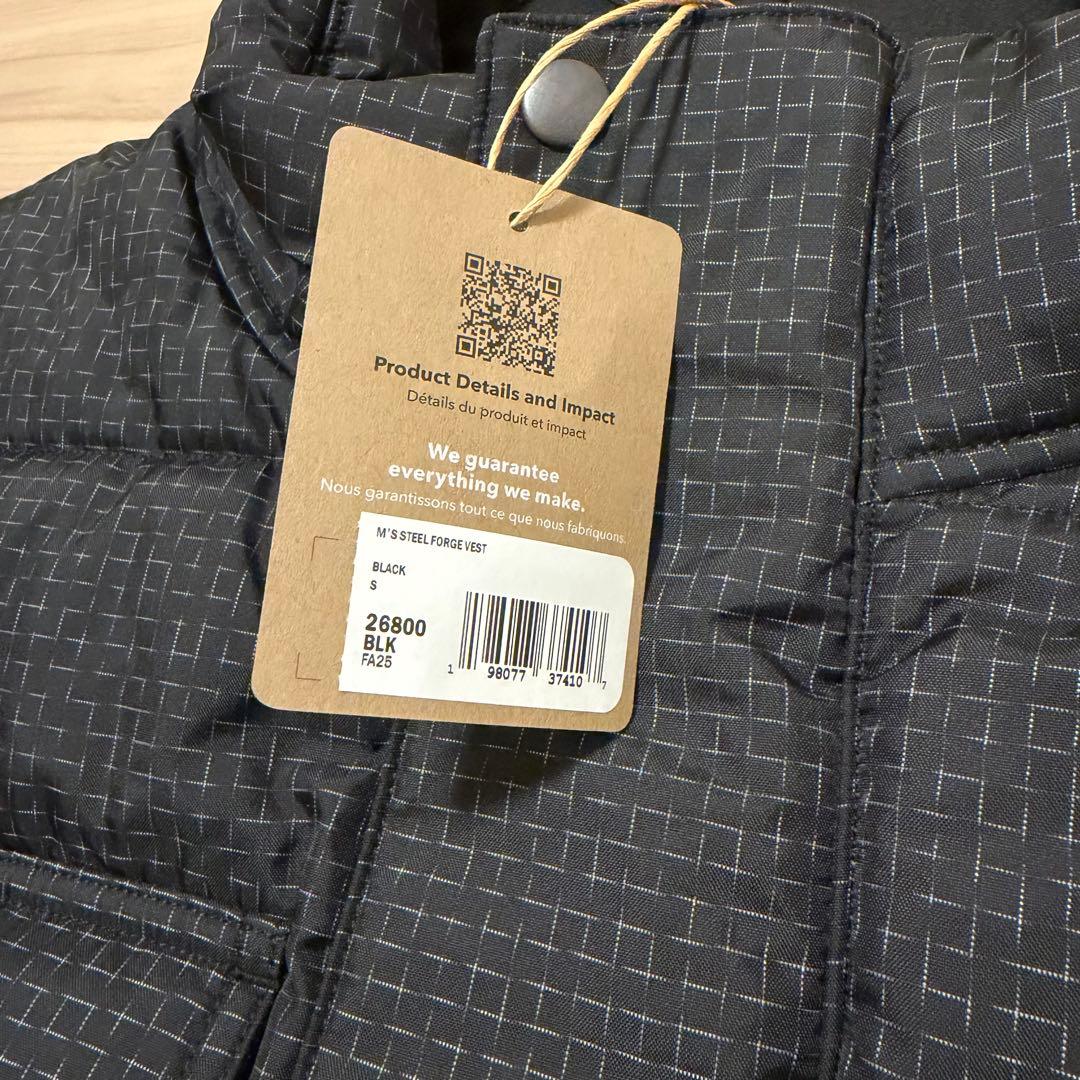 Product Details and Impact
Détails du produit et impact
We guarantee
everything we make.
Nous garantissons tout ce que nous fabriquons.
M'S STEEL FORGE VEST
BLACK
S
26800
BLK
FA25
1 98077 37410 7